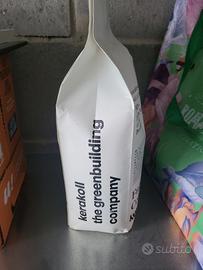 kerakoll
the greenbuilding
company
subito